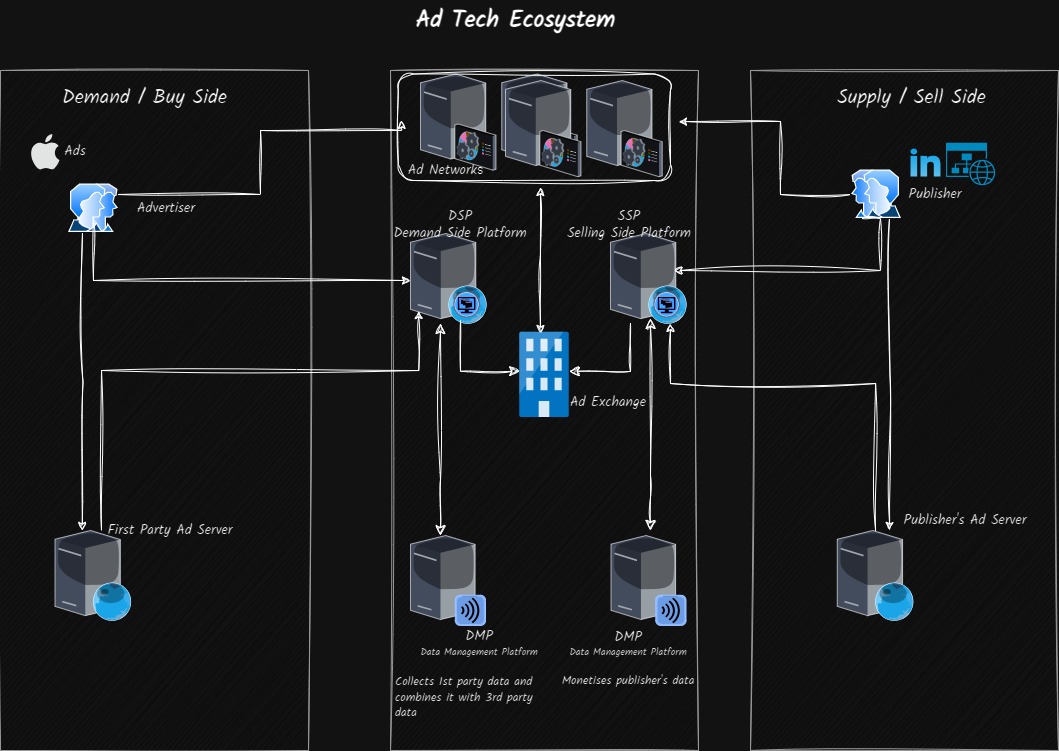 Ad Tech Ecosystem
Demand / Buy Side
Supply / Sell Side
Ads
Advertiser
Ad Networks
in
Publisher
DSP
Demand Side Platform
SSP
Selling Side Platform
Ad Exchange
First Party Ad Server
Publisher's Ad Server
DMP
Data Management Platform
Collects 1st party data and
combines it with 3rd party
data
DMP
Data Management Platform
Monetises publisher's data